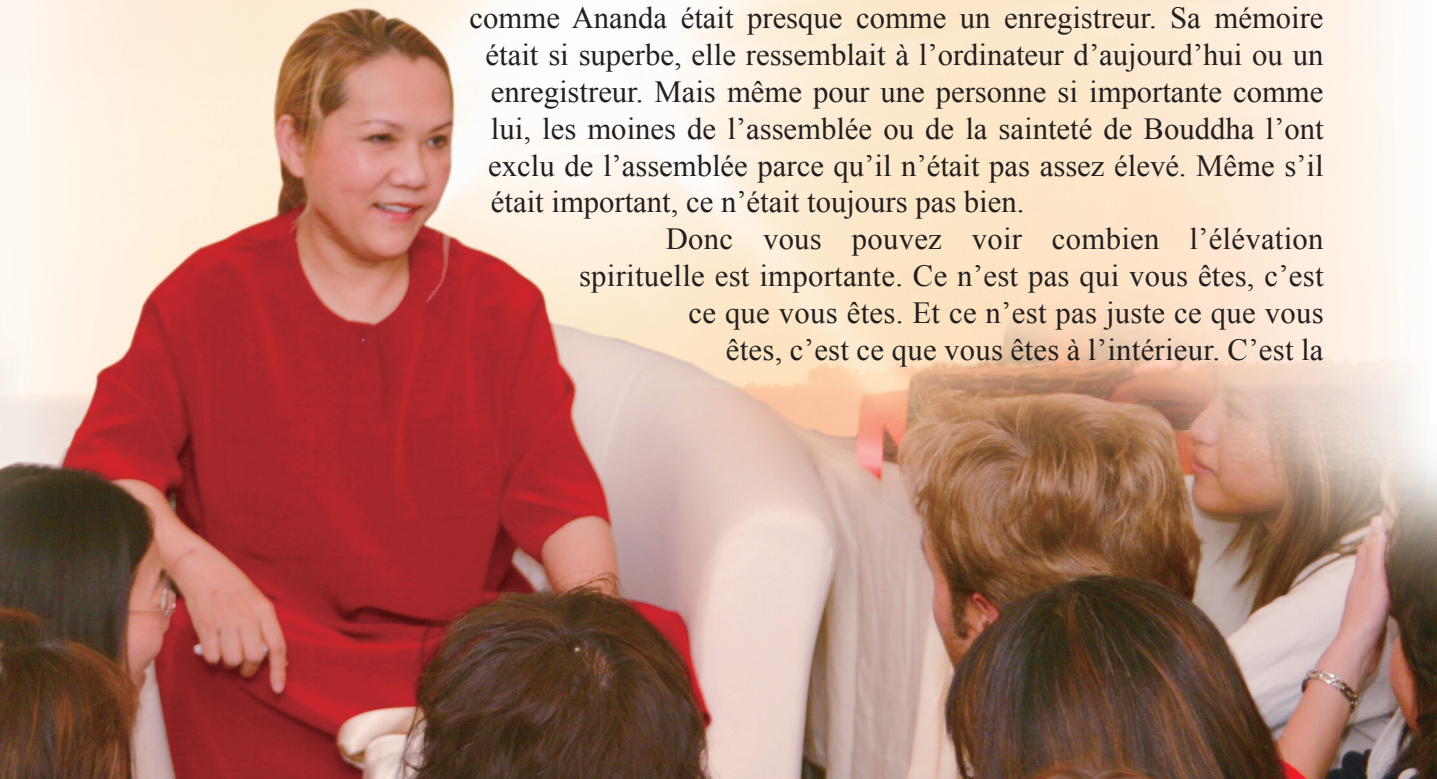 comme Ananda était presque comme un enregistreur. Sa mémoire
était si superbe, elle ressemblait à l’ordinateur d’aujourd’hui ou un
enregistreur. Mais même pour une personne si importante comme
lui, les moines de l’assemblée ou de la sainteté de Bouddha l’ont
exclu de l’assemblée parce qu’il n’était pas assez élevé. Même s’il
était important, ce n’était toujours pas bien.
Donc vous pouvez voir combien l’élévation
spirituelle est importante. Ce n’est pas qui vous êtes, c’est
ce que vous êtes. Et ce n’est pas juste ce que vous
êtes, c’est ce que vous êtes à l’intérieur. C’est la